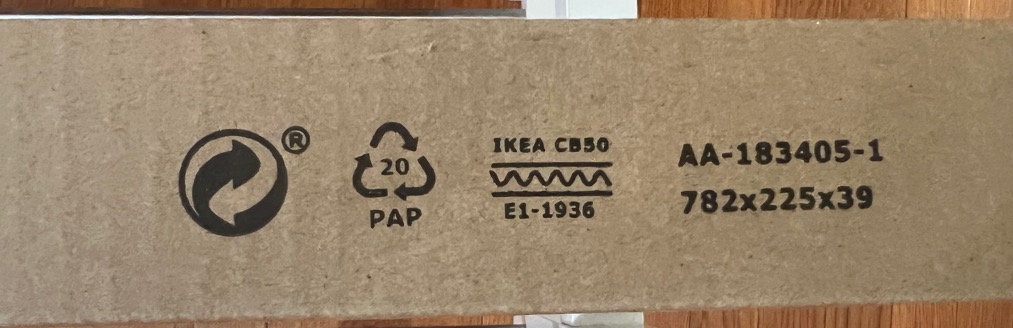 ®
20
PAP
IKEA CB50
E1-1936
AA-183405-1
782x225x39